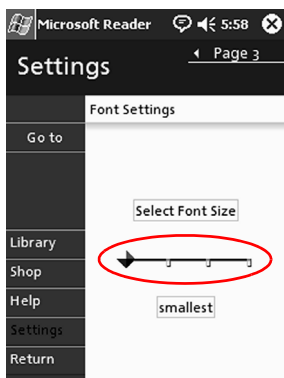 Microsoft Reader 5:58
Settings
Page 3
Font Settings
Go to
Select Font Size
Library
Shop
Help
smallest
Settings
Return